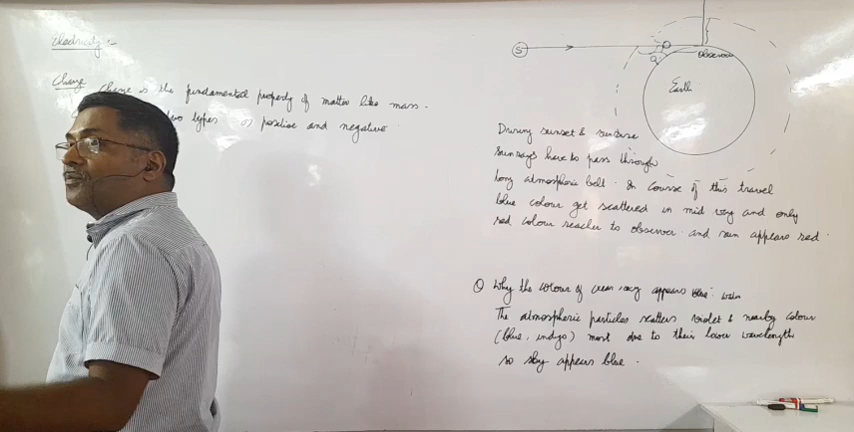 Electricity :-
Charge Charge is the fundamental property of matter like mass.
two types as positive and negative
S
Observer
Earth
During sunset & sunrise
sunrays have to pass through
long atmospheric belt. In course of this travel
blue colour get scattered in mid way and only
red colour reaches to observer and sun appears red.
Q Why the colour of clear sky appears blue.
The atmospheric particles scatters violet & nearby colour
(blue, indigo) most due to their lower wavelength
so sky appears blue.